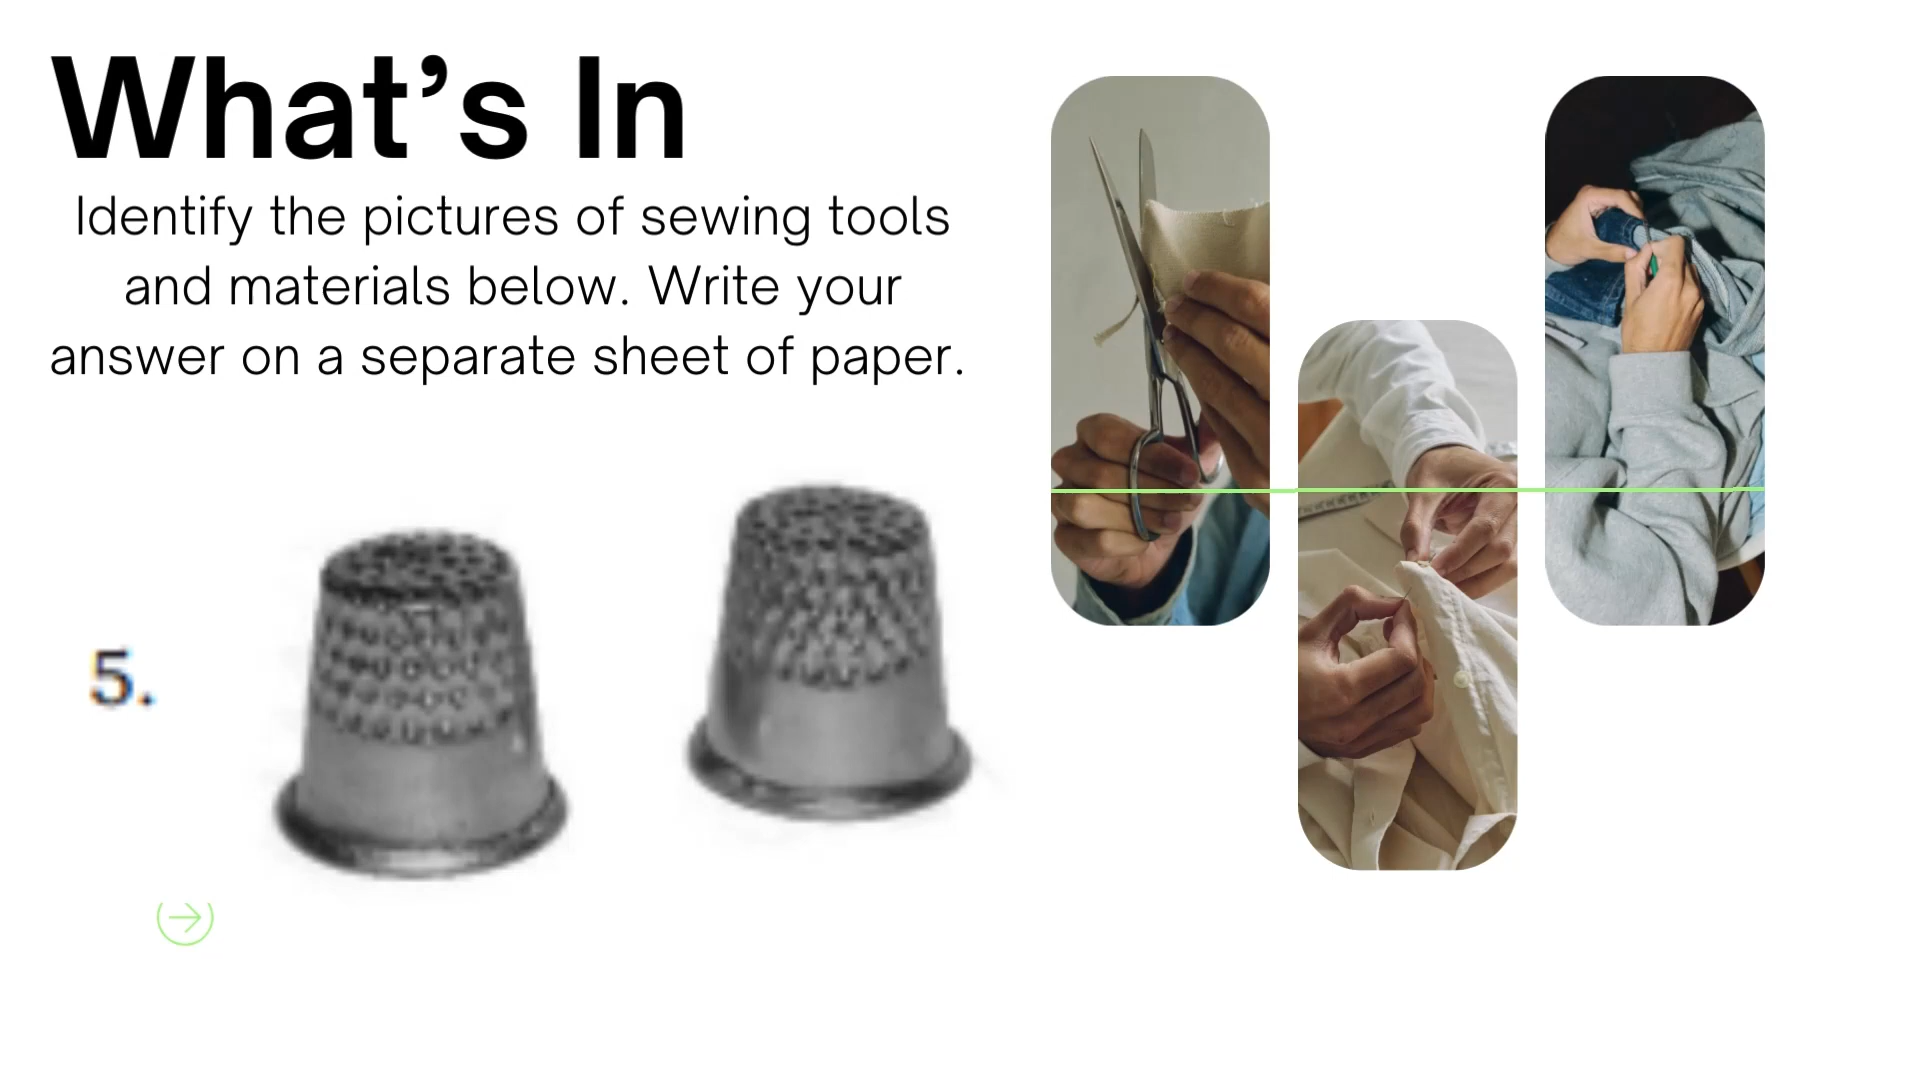 What’s In
Identify the pictures of sewing tools
and materials below. Write your
answer on a separate sheet of paper.
5.